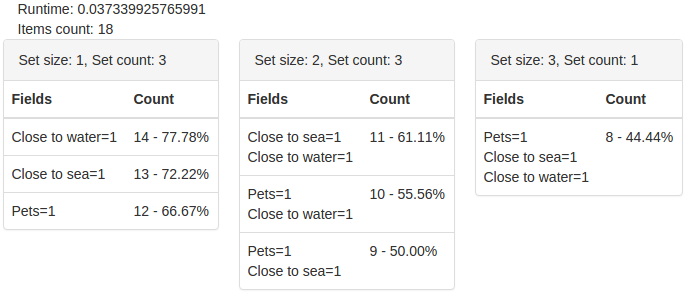 Runtime: 0.037339925765991
Items count: 18
Set size: 1, Set count: 3
Fields Count
Close to water=1 14 - 77.78%
Close to sea=1 13 - 72.22%
Pets=1 12 - 66.67%
Set size: 2, Set count: 3
Fields Count
Close to sea=1 11 - 61.11%
Close to water=1
Pets=1 10 - 55.56%
Close to water=1
Pets=1 9 - 50.00%
Close to sea=1
Set size: 3, Set count: 1
Fields Count
Pets=1 8 - 44.44%
Close to sea=1
Close to water=1